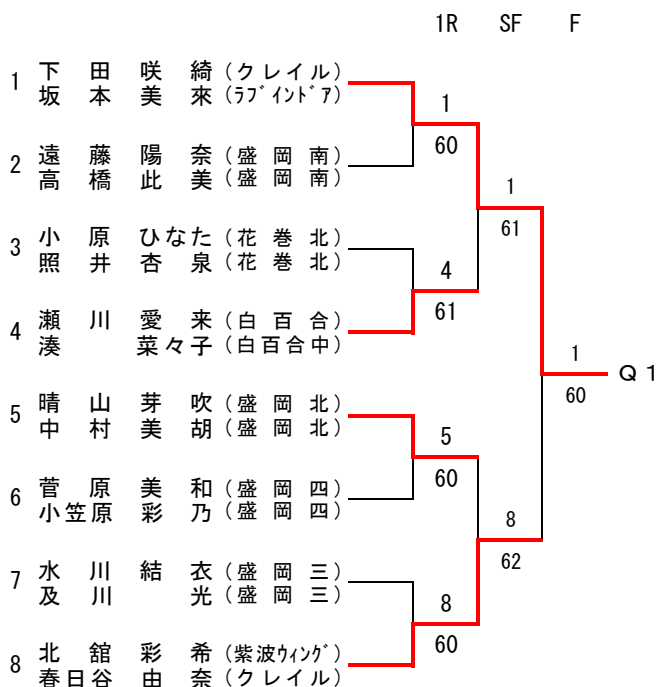 1R SF F
1 下田咲綺(クレイル)
坂本美來(ラブインドア)
1
60
2 遠藤陽奈(盛岡南)
高橋此美(盛岡南)
1
61
3 小原ひなた(花巻北)
照井杏泉(花巻北)
4
61
4 瀬川愛来(白百合)
湊菜々子(白百合中)
1
60
Q1
5 晴山芽吹(盛岡北)
中村美胡(盛岡北)
5
60
6 菅原美和(盛岡四)
小笠原彩乃(盛岡四)
8
62
7 水川結衣(盛岡三)
及川光(盛岡三)
8
60
8 北舘彩希(紫波ウィング)
春日谷由奈(クレイル)